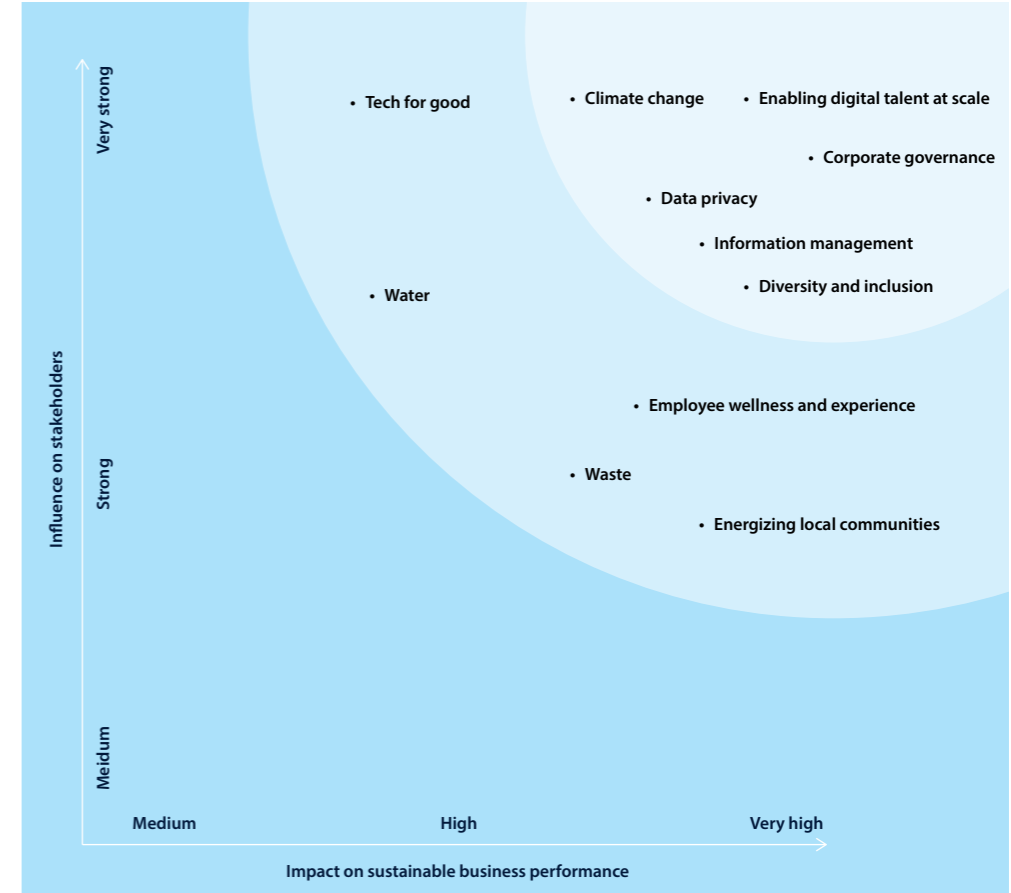 Very strong
• Tech for good
• Climate change
• Enabling digital talent at scale
• Corporate governance
• Data privacy
• Information management
• Diversity and inclusion
• Water
Influence on stakeholders
Strong
• Employee wellness and experience
• Waste
• Energizing local communities
Meidum
Medium
High
Very high
Impact on sustainable business performance